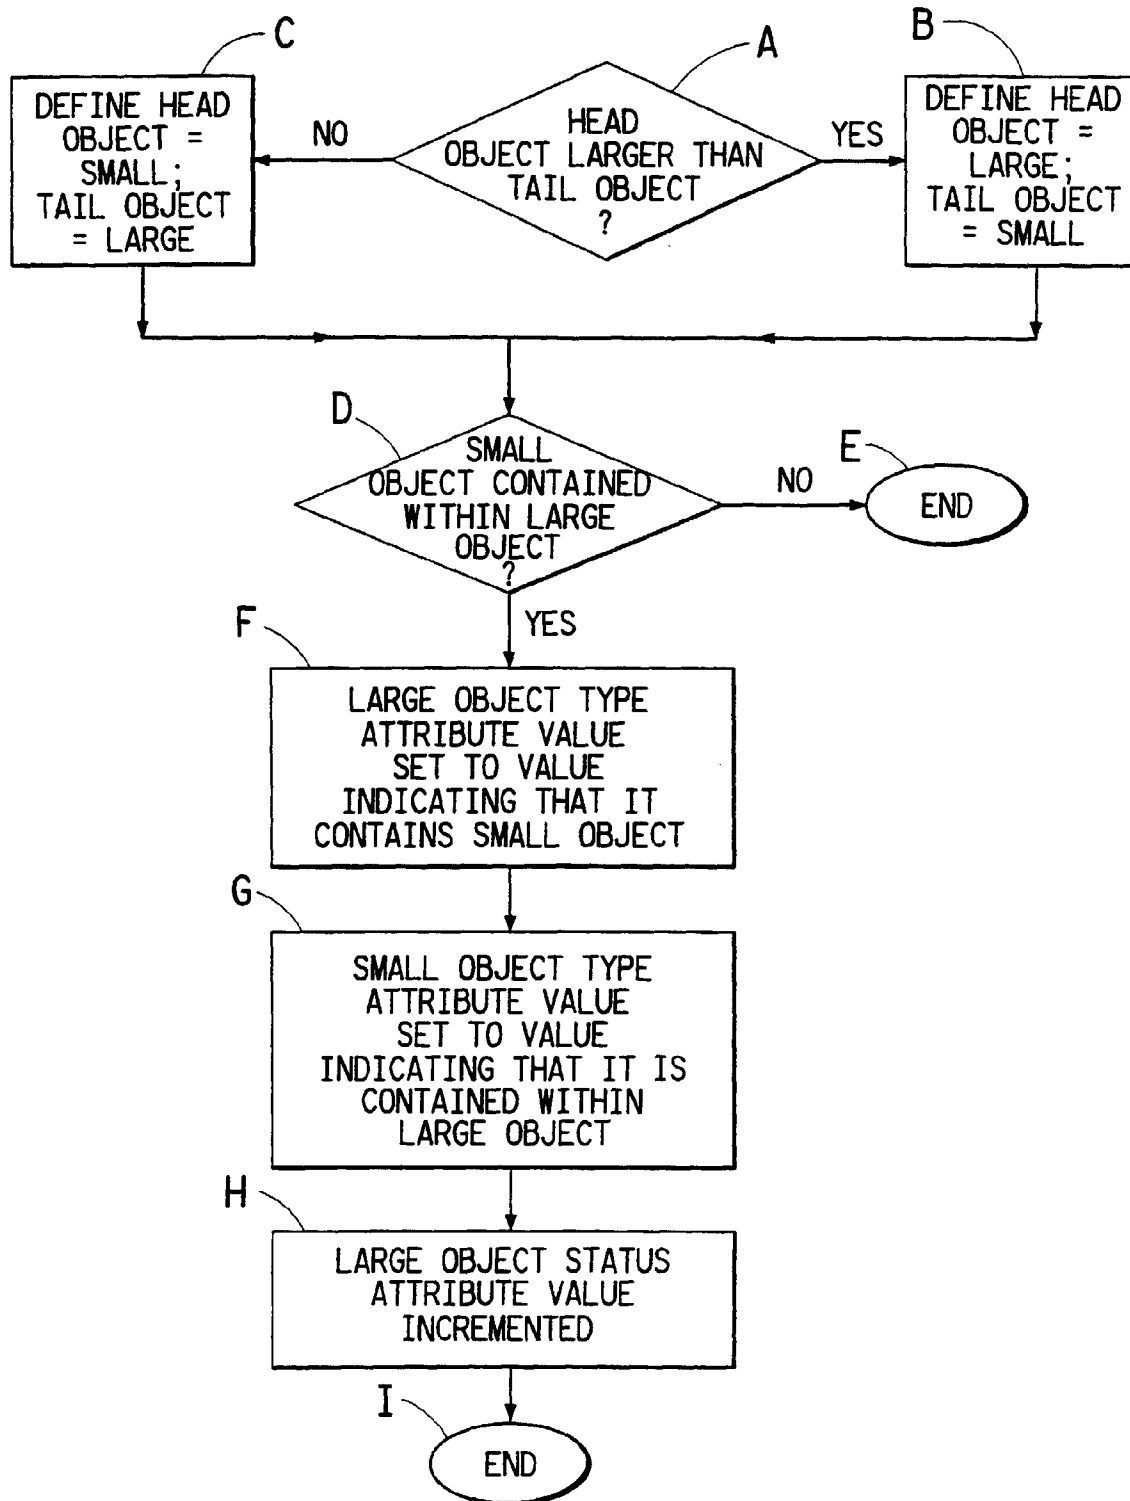 C
A
B
DEFINE HEAD
OBJECT =
SMALL;
TAIL OBJECT
= LARGE
NO
HEAD
OBJECT LARGER THAN
TAIL OBJECT
?
YES
DEFINE HEAD
OBJECT =
LARGE;
TAIL OBJECT
= SMALL
D
SMALL
OBJECT CONTAINED
WITHIN LARGE
OBJECT
?
NO
E
END
YES
F
LARGE OBJECT TYPE
ATTRIBUTE VALUE
SET TO VALUE
INDICATING THAT IT
CONTAINS SMALL OBJECT
G
SMALL OBJECT TYPE
ATTRIBUTE VALUE
SET TO VALUE
INDICATING THAT IT IS
CONTAINED WITHIN
LARGE OBJECT
H
LARGE OBJECT STATUS
ATTRIBUTE VALUE
INCREMENTED
I
END